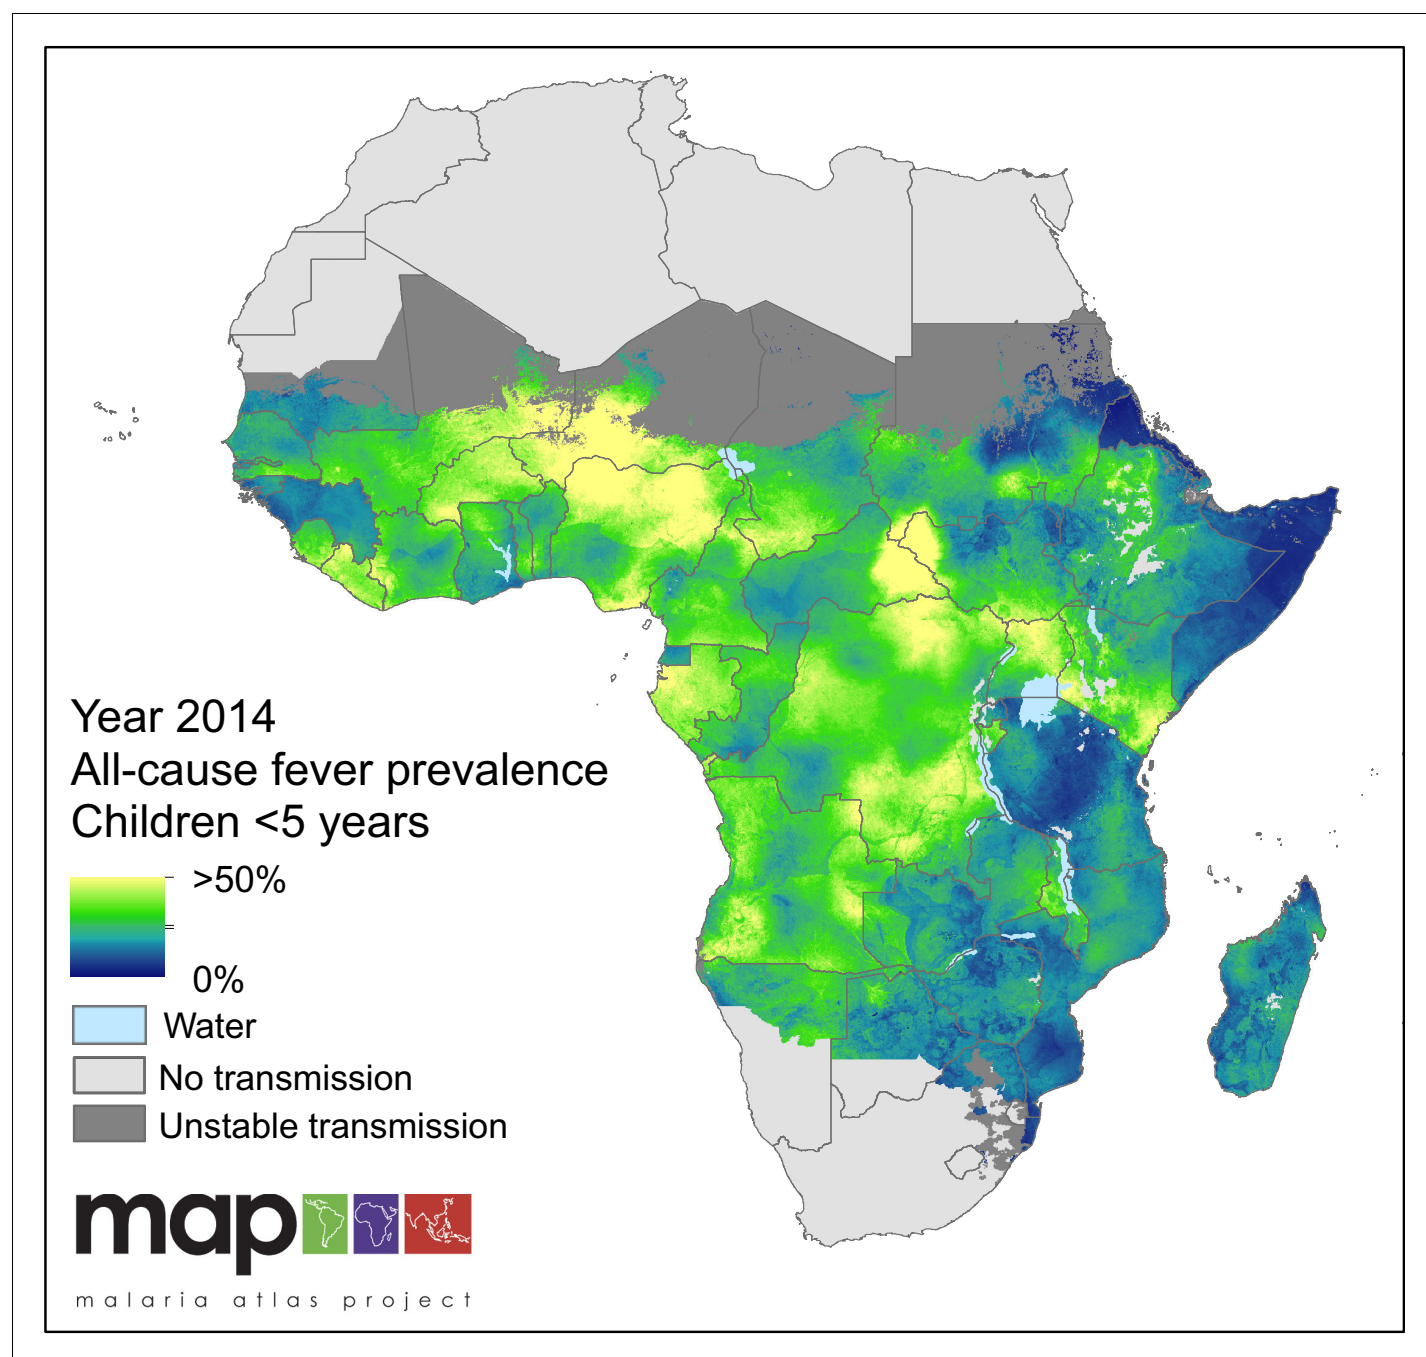 Year 2014
All-cause fever prevalence
Children <5 years
>50%
0%
Water
No transmission
Unstable transmission
map
malaria atlas project